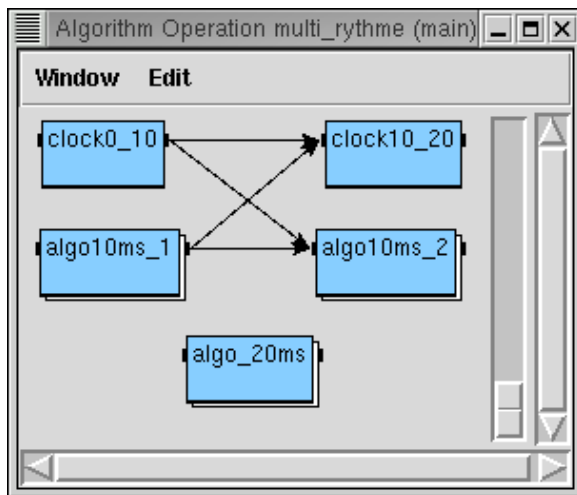 Algorithm Operation multi_rythme (main)
Window Edit
clock0_10 clock10_20
algo10ms_1 algo10ms_2
algo_20ms